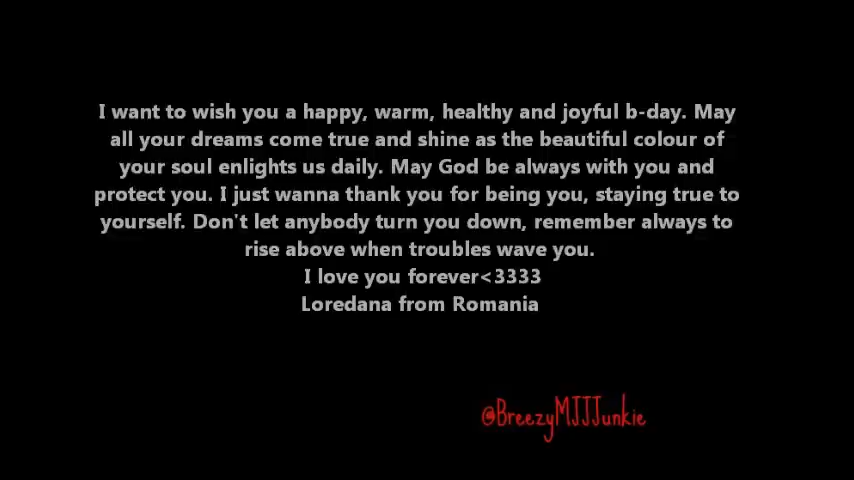 I want to wish you a happy, warm, healthy and joyful b-day. May
all your dreams come true and shine as the beautiful colour of
your soul enlights us daily. May God be always with you and
protect you. I just wanna thank you for being you, staying true to
yourself. Don't let anybody turn you down, remember always to
rise above when troubles wave you.
I love you forever<3333
Loredana from Romania
@BreezyMJJJunkie